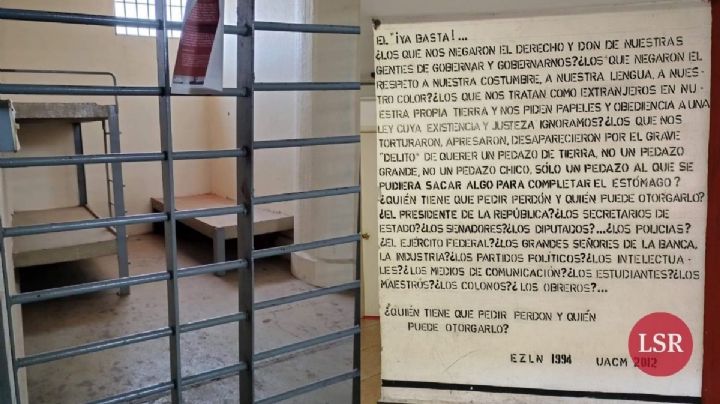 EL "¡YA BASTA!...
¿LOS QUE NOS NEGARON EL DERECHO Y DON DE NUESTRAS
GENTES DE GOBERNAR Y GOBERNARNOS?¿LOS QUE NEGARON EL
RESPETO A NUESTRA COSTUMBRE, A NUESTRA LENGUA, A NUES-
TRO COLOR?¿LOS QUE NOS TRATAN COMO EXTRANJEROS EN NU
ESTRA PROPIA TIERRA Y NOS PIDEN PAPELES Y OBEDIENCIA A UNA
LEY CUYA EXISTENCIA Y JUSTEZA IGNORAMOS?¿LOS QUE NOS
TORTURARON, APRESARON, DESAPARECIERON POR EL GRAVE
"DELITO" DE QUERER UN PEDAZO DE TIERRA, NO UN PEDAZO
GRANDE, NO UN PEDAZO CHICO, SÓLO UN PEDAZO AL QUE SE
PUDIERA SACAR ALGO PARA COMPLETAR EL ESTÓMAGO?
¿QUIÉN TIENE QUE PEDIR PERDÓN Y QUIÉN PUEDE OTORGARLO?
¿EL PRESIDENTE DE LA REPÚBLICA?¿LOS SECRETARIOS DE
ESTADO?¿LOS SENADORES?¿LOS DIPUTADOS?...¿LOS POLICIAS?
¿EL EJÉRCITO FEDERAL?¿LOS GRANDES SEÑORES DE LA BANCA,
LA INDUSTRIA?¿LOS PARTIDOS POLÍTICOS?¿LOS INTELECTUA-
LES?¿LOS MEDIOS DE COMUNICACIÓN?¿LOS ESTUDIANTES?¿LOS
MAESTRÓS?¿LOS COLONOS?¿LOS OBREROS?...
¿QUIÉN TIENE QUE PEDIR PERDON Y QUIÉN
PUEDE OTORGARLO?
EZLN 1994 UACM 2012
LSR